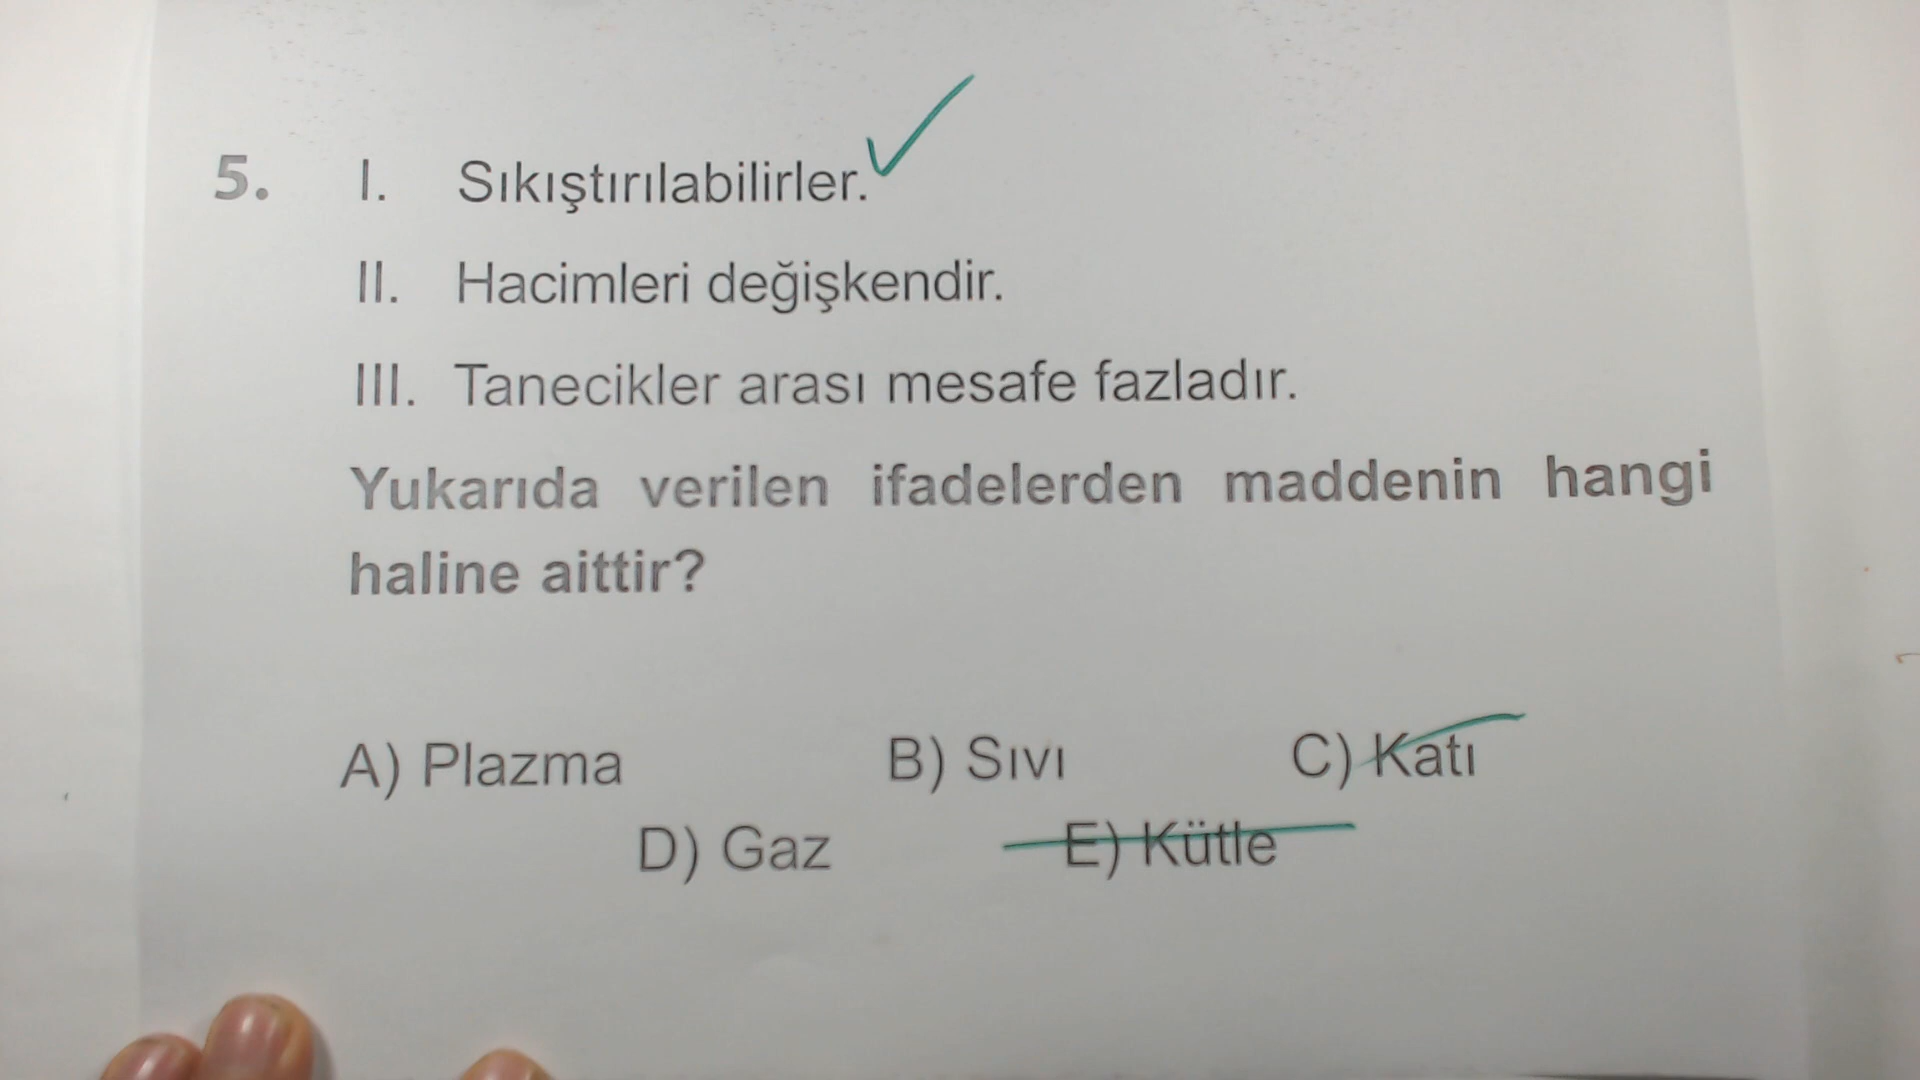 5. I. Sıkıştırılabilirler.
II. Hacimleri değişkendir.
III. Tanecikler arası mesafe fazladır.
Yukarıda verilen ifadelerden maddenin hangi
haline aittir?
A) Plazma B) Sıvı C) Katı
D) Gaz E) Kütle